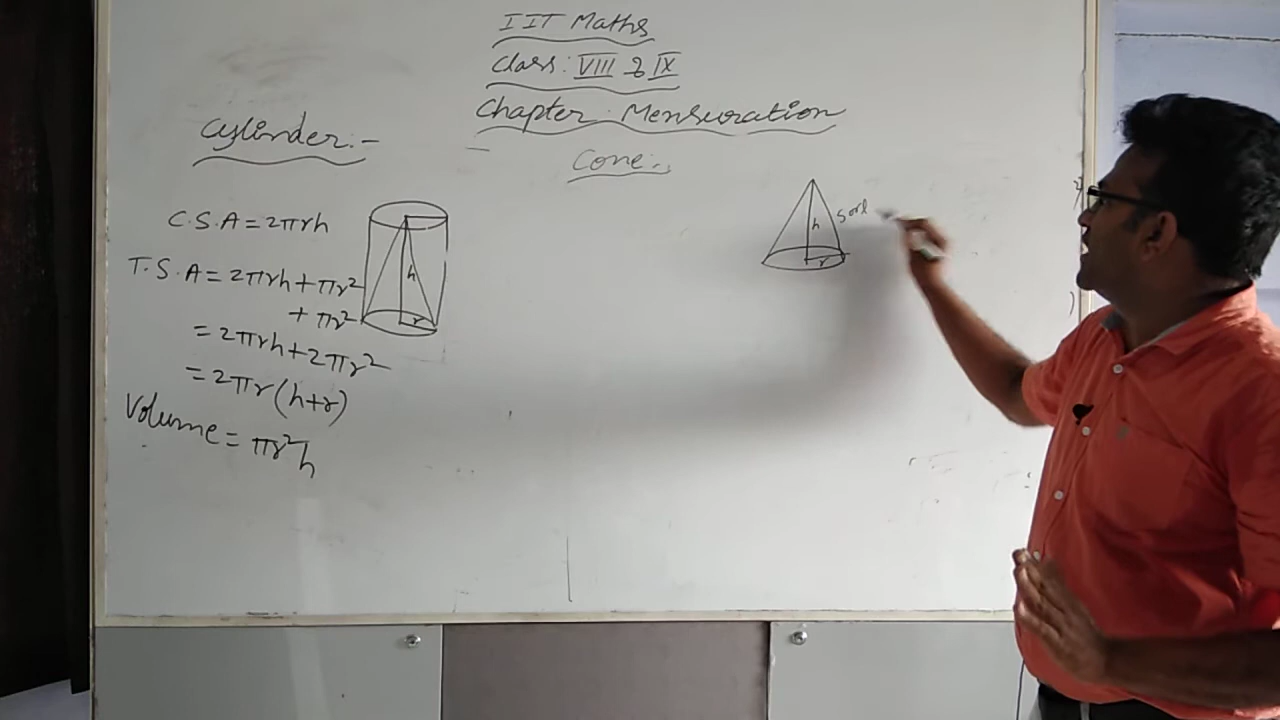 IIT Maths
Class: VIII & IX
Chapter: Mensuration
Cylinder:-
Cone:-
C.S.A = 2πrh
T.S.A = 2πrh + πr²
+ πr²
= 2πrh + 2πr²
= 2πr (h+r)
Volume = πr²h
h
r
h
r
s or l